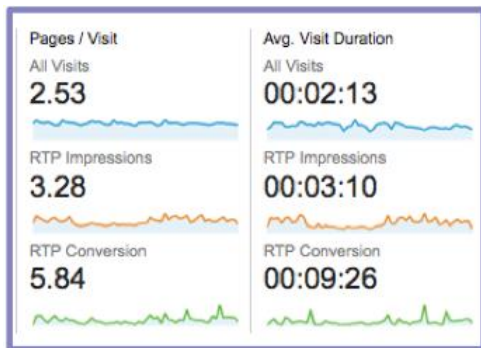 Pages / Visit
All Visits
2.53
RTP Impressions
3.28
RTP Conversion
5.84
Avg. Visit Duration
All Visits
00:02:13
RTP Impressions
00:03:10
RTP Conversion
00:09:26